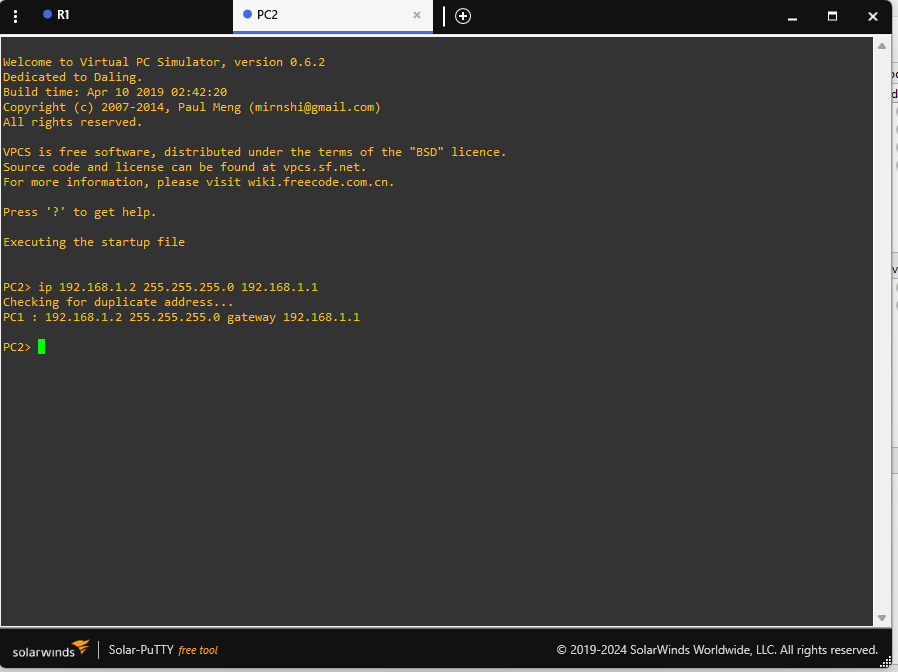 R1
PC2
Welcome to Virtual PC Simulator, version 0.6.2
Dedicated to Daling.
Build time: Apr 10 2019 02:42:20
Copyright (c) 2007-2014, Paul Meng (mirnshi@gmail.com)
All rights reserved.
VPCS is free software, distributed under the terms of the "BSD" licence.
Source code and license can be found at vpcs.sf.net.
For more information, please visit wiki.freecode.com.cn.
Press '?' to get help.
Executing the startup file
PC2> ip 192.168.1.2 255.255.255.0 192.168.1.1
Checking for duplicate address...
PC1 : 192.168.1.2 255.255.255.0 gateway 192.168.1.1
PC2>
solarwinds Solar-PuTTY free tool © 2019-2024 SolarWinds Worldwide, LLC. All rights reserved.